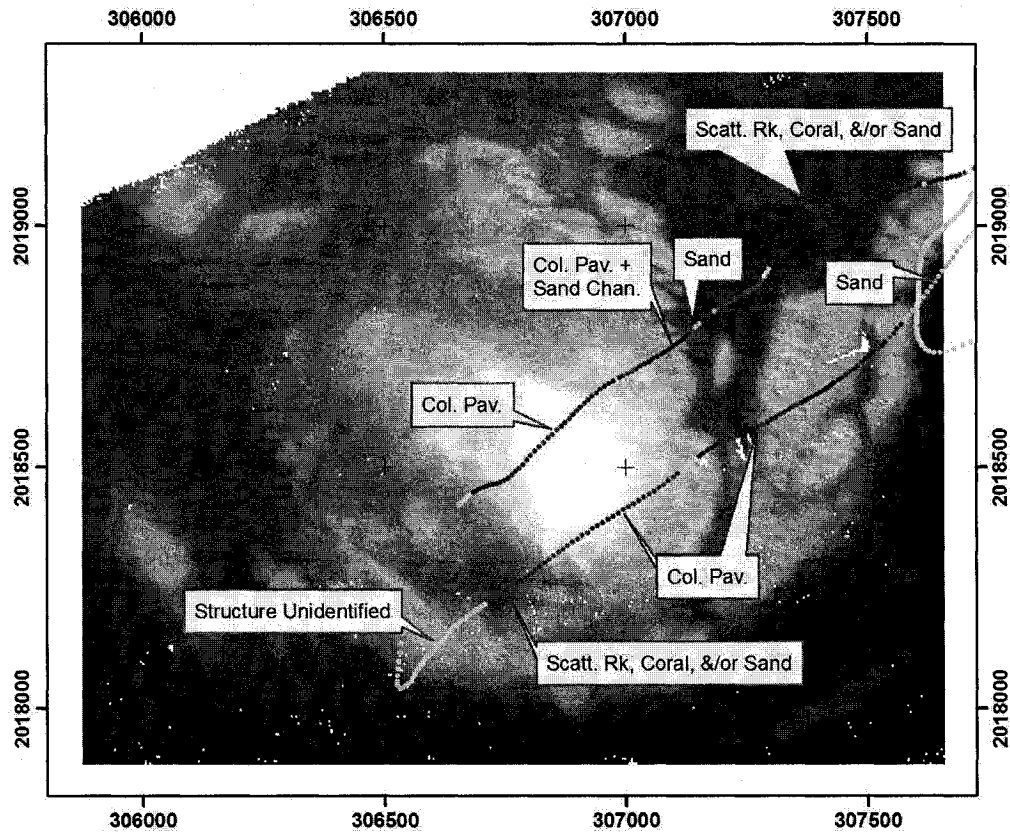 306000 306500 307000 307500
Scatt. Rk, Coral, &/or Sand
2019000
2019000
Col. Pav. +
Sand Chan.
Sand
Sand
Col. Pav.
2018500
2018500
Col. Pav.
Structure Unidentified
Scatt. Rk, Coral, &/or Sand
2018000
2018000
306000 306500 307000 307500